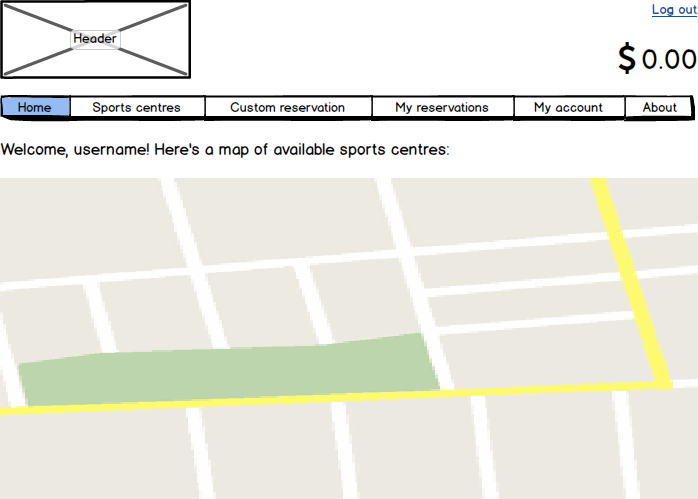 Log out
Header
$ 0.00
Home Sports centres Custom reservation My reservations My account About
Welcome, username! Here's a map of available sports centres: